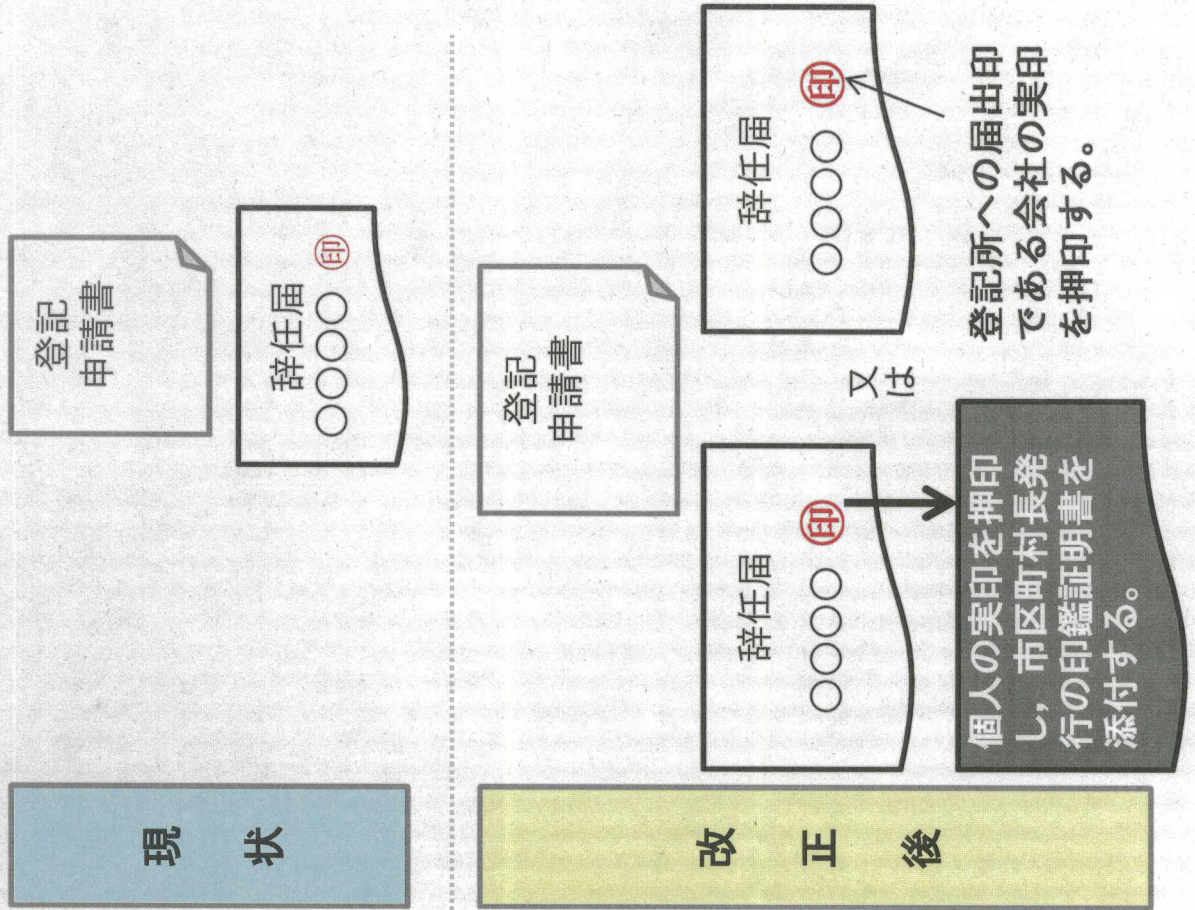 現状
登記
申請書
辞任届
○○○○ 印
改正後
登記
申請書
辞任届
○○○○ 印
個人の実印を押印
し，市区町村長発
行の印鑑証明書を
添付する。
又は
辞任届
○○○○ 印
登記所への届出印
である会社の実印
を押印する。